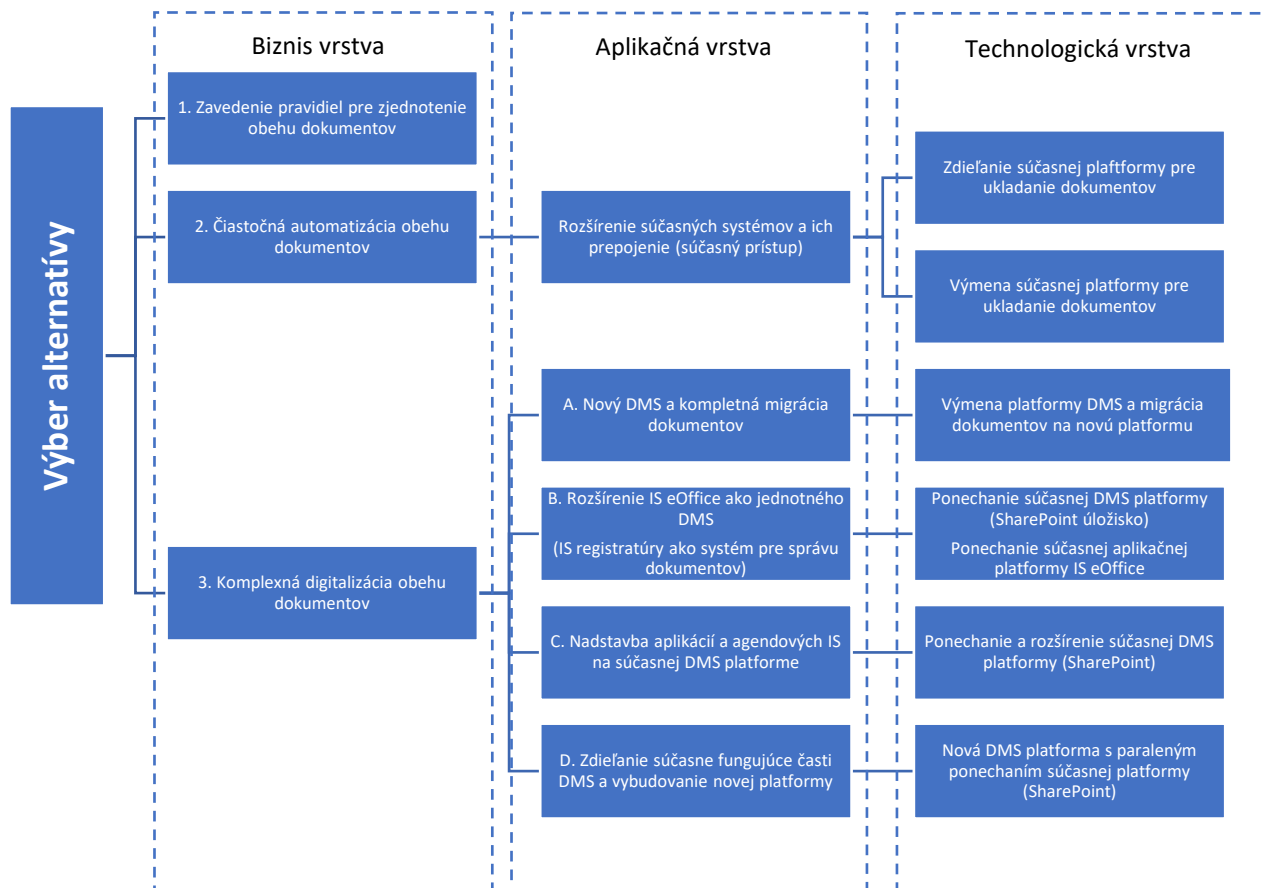 Biznis vrstva
Aplikačná vrstva
Technologická vrstva
Výber alternatívy
1. Zavedenie pravidiel pre zjednotenie
obehu dokumentov
2. Čiastočná automatizácia obehu
dokumentov
3. Komplexná digitalizácia obehu
dokumentov
Rozšírenie súčasných systémov a ich
prepojenie (súčasný prístup)
A. Nový DMS a kompletná migrácia
dokumentov
B. Rozšírenie IS eOffice ako jednotného
DMS
(IS registratúry ako systém pre správu
dokumentov)
C. Nadstavba aplikácií a agendových IS
na súčasnej DMS platforme
D. Zdieľanie súčasne fungujúce časti
DMS a vybudovanie novej platformy
Zdieľanie súčasnej plaftformy pre
ukladanie dokumentov
Výmena súčasnej platformy pre
ukladanie dokumentov
Výmena platformy DMS a migrácia
dokumentov na novú platformu
Ponechanie súčasnej DMS platformy
(SharePoint úložisko)
Ponechanie súčasnej aplikačnej
platformy IS eOffice
Ponechanie a rozšírenie súčasnej DMS
platformy (SharePoint)
Nová DMS platforma s paraleným
ponechaním súčasnej platformy
(SharePoint)